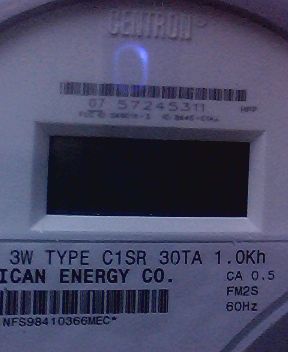 CENTRON®
07 57245311
3W TYPE C1SR 30TA 1.0Kh
ICAN ENERGY CO.
CA 0.5
FM2S
60Hz
NFS98410366MEC*